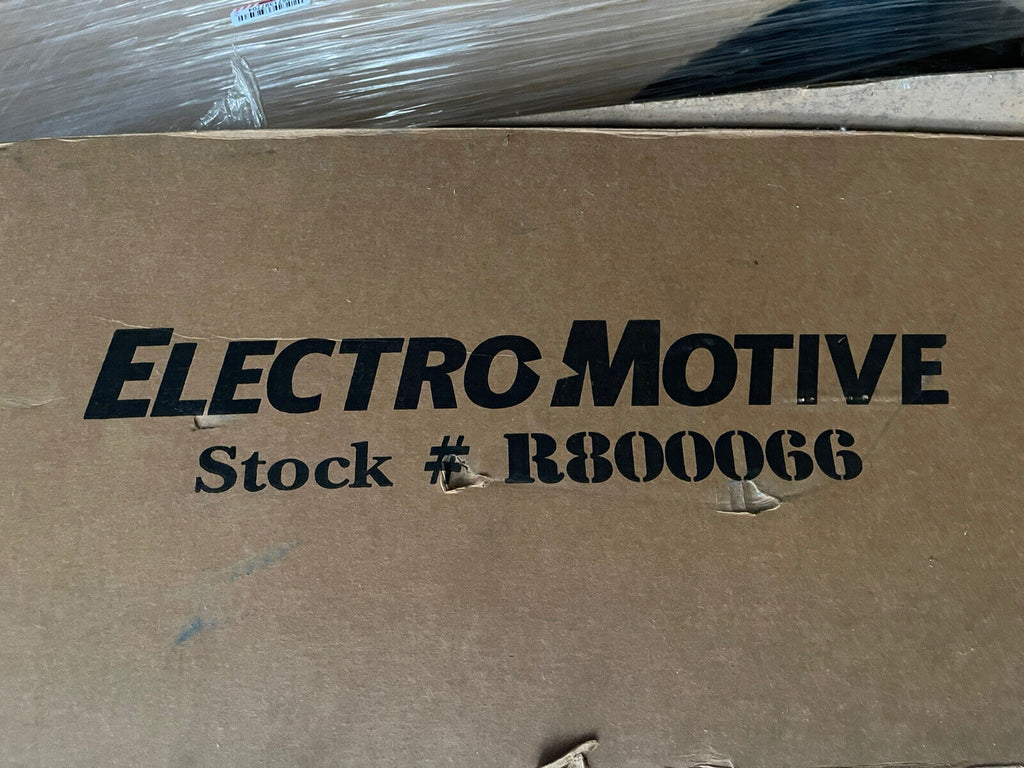 ELECTRO MOTIVE
Stock # R800066